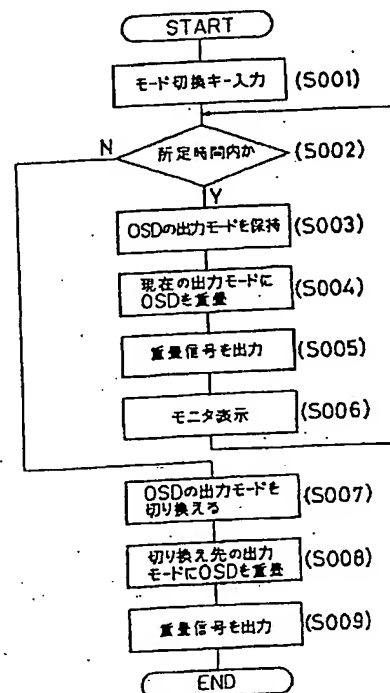 START
モード切換キー入力 (S001)
所定時間内か (S002)
N
Y
OSDの出力モードを保持 (S003)
現在の出力モードに
OSDを重畳 (S004)
重畳信号を出力 (S005)
モニタ表示 (S006)
OSDの出力モードを
切り換える (S007)
切り換え先の出力
モードにOSDを重畳 (S008)
重畳信号を出力 (S009)
END